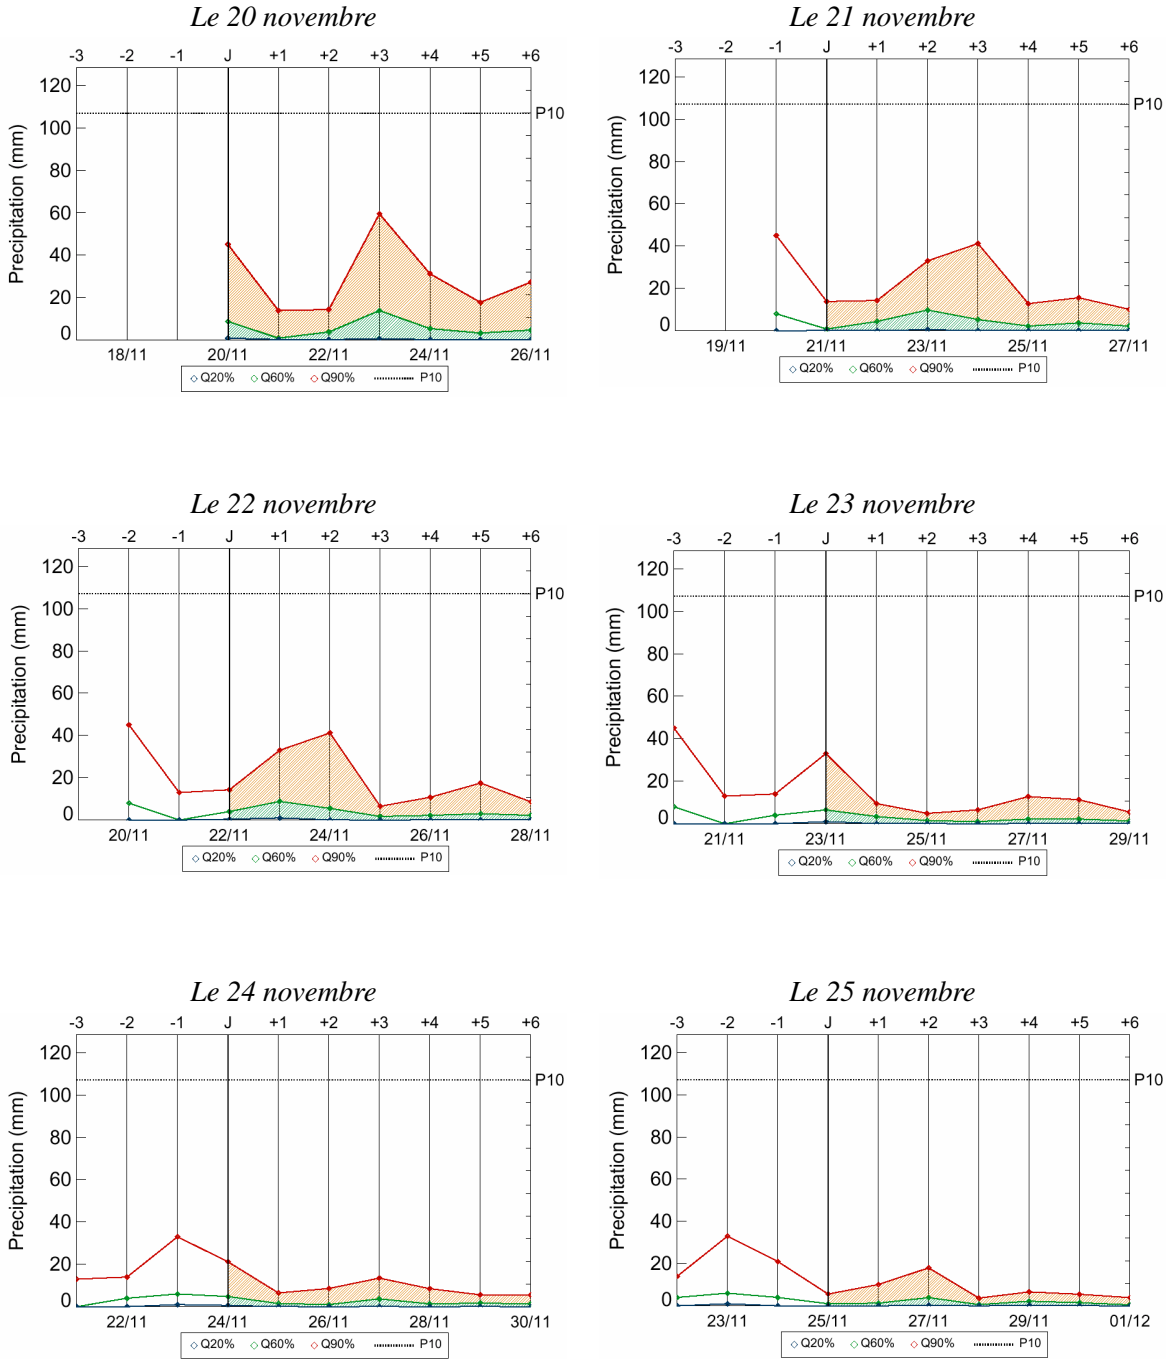 Le 20 novembre
-3 -2 -1 J +1 +2 +3 +4 +5 +6
120
100
80
60
40
20
0
Precipitation (mm)
P10
18/11 20/11 22/11 24/11 26/11
Q20% Q60% Q90% P10
Le 21 novembre
-3 -2 -1 J +1 +2 +3 +4 +5 +6
120
100
80
60
40
20
0
Precipitation (mm)
P10
19/11 21/11 23/11 25/11 27/11
Q20% Q60% Q90% P10
Le 22 novembre
-3 -2 -1 J +1 +2 +3 +4 +5 +6
120
100
80
60
40
20
0
Precipitation (mm)
P10
20/11 22/11 24/11 26/11 28/11
Q20% Q60% Q90% P10
Le 23 novembre
-3 -2 -1 J +1 +2 +3 +4 +5 +6
120
100
80
60
40
20
0
Precipitation (mm)
P10
21/11 23/11 25/11 27/11 29/11
Q20% Q60% Q90% P10
Le 24 novembre
-3 -2 -1 J +1 +2 +3 +4 +5 +6
120
100
80
60
40
20
0
Precipitation (mm)
P10
22/11 24/11 26/11 28/11 30/11
Q20% Q60% Q90% P10
Le 25 novembre
-3 -2 -1 J +1 +2 +3 +4 +5 +6
120
100
80
60
40
20
0
Precipitation (mm)
P10
23/11 25/11 27/11 29/11 01/12
Q20% Q60% Q90% P10